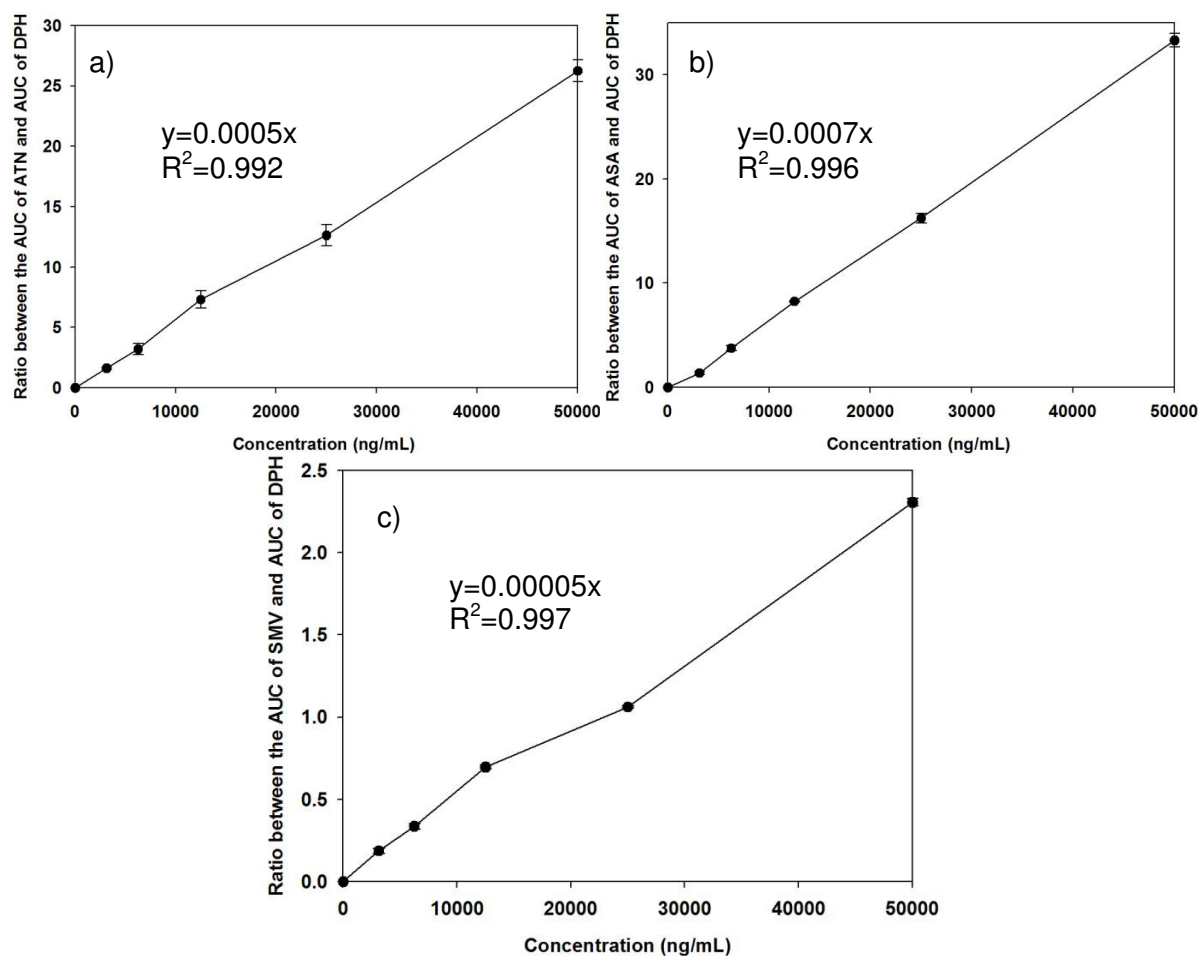 a)
y=0.0005x
R²=0.992
Ratio between the AUC of ATN and AUC of DPH
30
25
20
15
10
5
0
0 10000 20000 30000 40000 50000
Concentration (ng/mL)
b)
y=0.0007x
R²=0.996
Ratio between the AUC of ASA and AUC of DPH
30
20
10
0
0 10000 20000 30000 40000 50000
Concentration (ng/mL)
c)
y=0.00005x
R²=0.997
Ratio between the AUC of SMV and AUC of DPH
2.5
2.0
1.5
1.0
0.5
0.0
0 10000 20000 30000 40000 50000
Concentration (ng/mL)